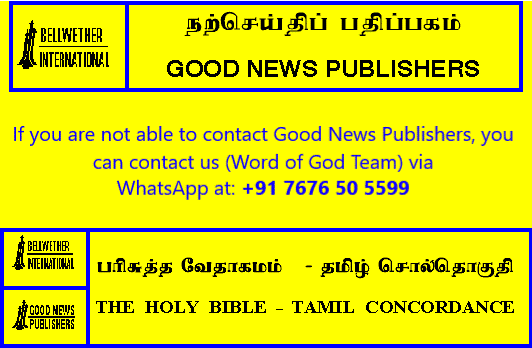 BELLWETHER
INTERNATIONAL
நற்செய்திப் பதிப்பகம்
GOOD NEWS PUBLISHERS
If you are not able to contact Good News Publishers, you
can contact us (Word of God Team) via
WhatsApp at: +91 7676 50 5599
BELLWETHER
INTERNATIONAL
பரிசுத்த வேதாகமம் - தமிழ் சொல்தொகுதி
GOOD NEWS
PUBLISHERS
THE HOLY BIBLE – TAMIL CONCORDANCE